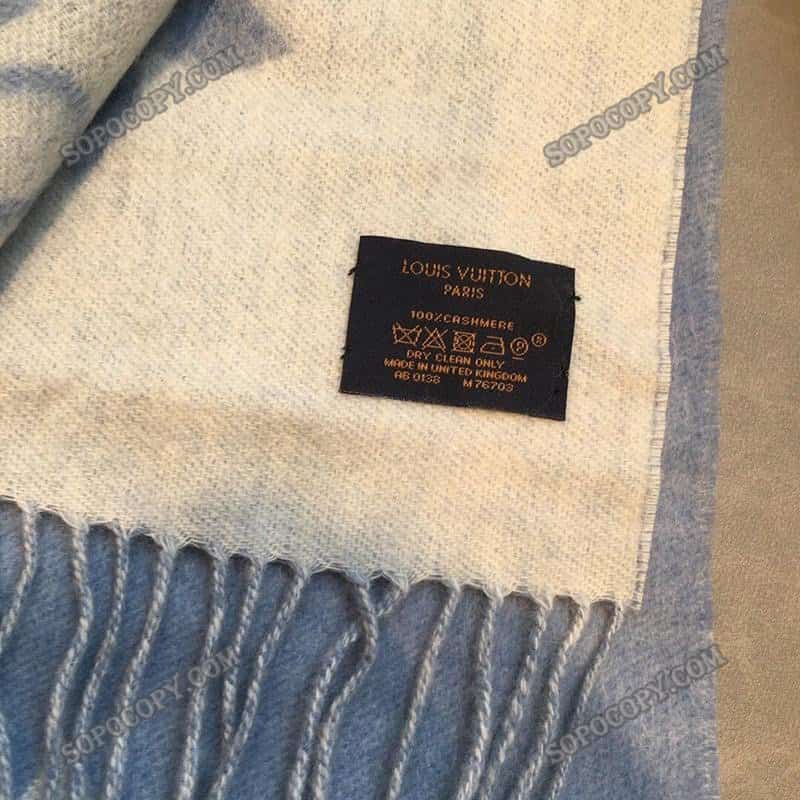 SOPOCOPY.COM
SOPOCOPY.COM
LOUIS VUITTON
PARIS
100%CASHMERE
P ®
DRY CLEAN ONLY
MADE IN UNITED KINGDOM
AB 0138 M76703
SOPOCOPY.COM
SOPOCOPY.COM